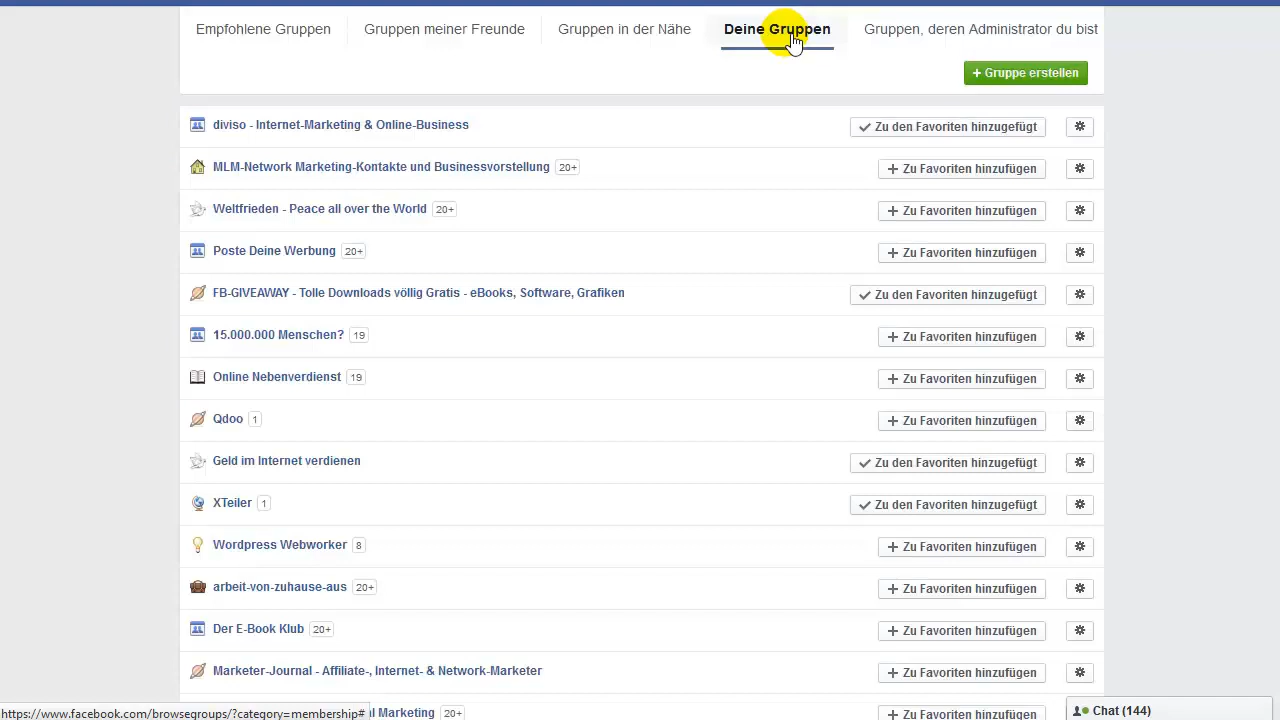 Empfohlene Gruppen Gruppen meiner Freunde Gruppen in der Nähe Deine Gruppen Gruppen, deren Administrator du bist
+ Gruppe erstellen
diviso - Internet-Marketing & Online-Business Zu den Favoriten hinzugefügt
MLM-Network Marketing-Kontakte und Businessvorstellung 20+ + Zu Favoriten hinzufügen
Weltfrieden - Peace all over the World 20+ + Zu Favoriten hinzufügen
Poste Deine Werbung 20+ + Zu Favoriten hinzufügen
FB-GIVEAWAY - Tolle Downloads völlig Gratis - eBooks, Software, Grafiken Zu den Favoriten hinzugefügt
15.000.000 Menschen? 19 + Zu Favoriten hinzufügen
Online Nebenverdienst 19 + Zu Favoriten hinzufügen
Qdoo 1 + Zu Favoriten hinzufügen
Geld im Internet verdienen Zu den Favoriten hinzugefügt
XTeiler 1 Zu den Favoriten hinzugefügt
Wordpress Webworker 8 + Zu Favoriten hinzufügen
arbeit-von-zuhause-aus 20+ + Zu Favoriten hinzufügen
Der E-Book Klub 20+ + Zu Favoriten hinzufügen
Marketer-Journal - Affiliate-, Internet- & Network-Marketer + Zu Favoriten hinzufügen
https://www.facebook.com/browsegroups/?category=membership# l Marketing 20+ + Zu Favoriten hinzufügen
Chat (144)